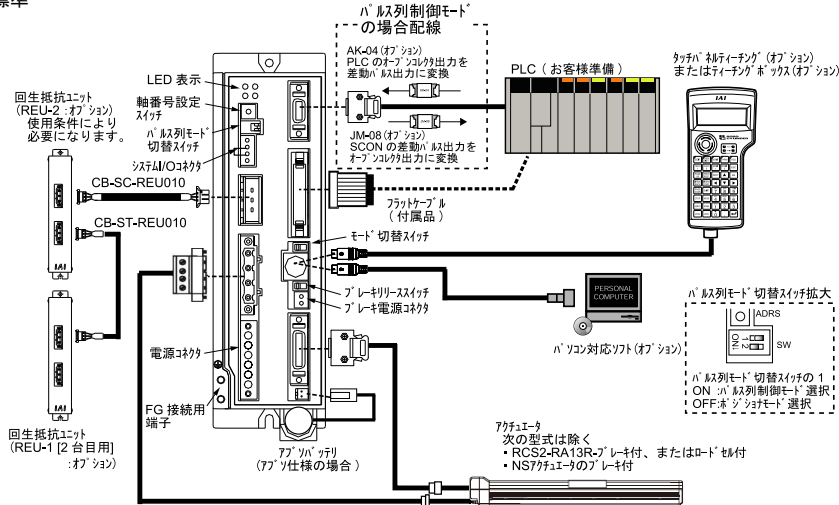 標準
パルス列制御モード
の場合配線
AK-04(オプション)
PLC のオープンコレクタ出力を
差動パルス出力に変換
JM-08(オプション)
SCON の差動パルス出力を
オープンコレクタ出力に変換
PLC(お客様準備)
タッチパネルティーチング(オプション)
またはティーチングボックス(オプション)
IAI
LED 表示
軸番号設定
スイッチ
パルス列モード
切替スイッチ
システムI/Oコネクタ
回生抵抗ユニット
(REU-2 :オプション)
使用条件により
必要になります。
CB-SC-REU010
CB-ST-REU010
IAI
IAI
フラットケーブル
(付属品)
モード切替スイッチ
ブレーキリリーススイッチ
ブレーキ電源コネクタ
PERSONAL
COMPUTER
パソコン対応ソフト(オプション)
パルス列モード切替スイッチ拡大
ADRS
ON↓
1
2
SW
パルス列モード切替スイッチの 1
ON :パルス列制御モード選択
OFF:ポジショナモード選択
電源コネクタ
FG 接続用
端子
回生抵抗ユニット
(REU-1 [2 台目用]
:オプション)
アブソバッテリ
(アブソ仕様の場合)
アクチュエータ
次の型式は除く
・RCS2-RA13R-ブレーキ付、またはロードセル付
・NSアクチュエータのブレーキ付